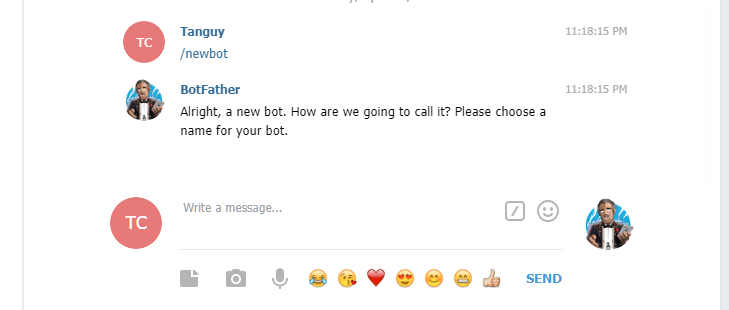 Tanguy
11:18:15 PM
TC
/newbot
BotFather
11:18:15 PM
Alright, a new bot. How are we going to call it? Please choose a
name for your bot.
TC
Write a message...
SEND